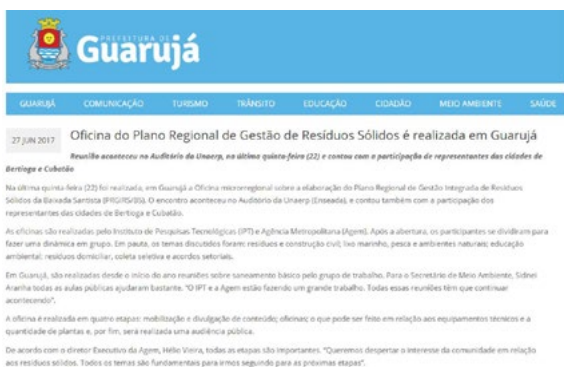 PREFEITURA DE
Guarujá
GUARUJÁ COMUNICAÇÃO TURISMO TRÂNSITO EDUCAÇÃO CIDADÃO MEIO AMBIENTE SAÚDE
27 JUN 2017
Oficina do Plano Regional de Gestão de Resíduos Sólidos é realizada em Guarujá
Reunião aconteceu no Auditório da Unaerp, na última quinta-feira (22) e contou com a participação de representantes das cidades de
Bertioga e Cubatão
Na última quinta-feira (22) foi realizada, em Guarujá a Oficina microrregional sobre a elaboração do Plano Regional de Gestão Integrada de Resíduos
Sólidos da Baixada Santista (PRGIRS/BS). O encontro aconteceu no Auditório da Unaerp (Enseada), e contou também com a participação dos
representantes das cidades de Bertioga e Cubatão.
As oficinas são realizadas pelo Instituto de Pesquisas Tecnológicas (IPT) e Agência Metropolitana (Agem). Após a abertura, os participantes se dividiram para
fazer uma dinâmica em grupo. Em pauta, os temas discutidos foram: resíduos e construção civil; lixo marinho, pesca e ambientes naturais; educação
ambiental; resíduos domiciliar, coleta seletiva e acordos setoriais.
Em Guarujá, são realizadas desde o início do ano reuniões sobre saneamento básico pelo grupo de trabalho. Para o Secretário de Meio Ambiente, Sidnei
Aranha todas as aulas públicas ajudaram bastante. "O IPT e a Agem estão fazendo um grande trabalho. Todas essas reuniões têm que continuar
acontecendo".
A oficina é realizada em quatro etapas: mobilização e divulgação de conteúdo; oficinas; o que pode ser feito em relação aos equipamentos técnicos e a
quantidade de plantas e, por fim, será realizada uma audiência pública.
De acordo com o diretor Executivo da Agem, Hélio Vieira, todas as etapas são importantes. "Queremos despertar o interesse da comunidade em relação
aos resíduos sólidos. Todos os temas são fundamentais para irmos seguindo para as próximas etapas".